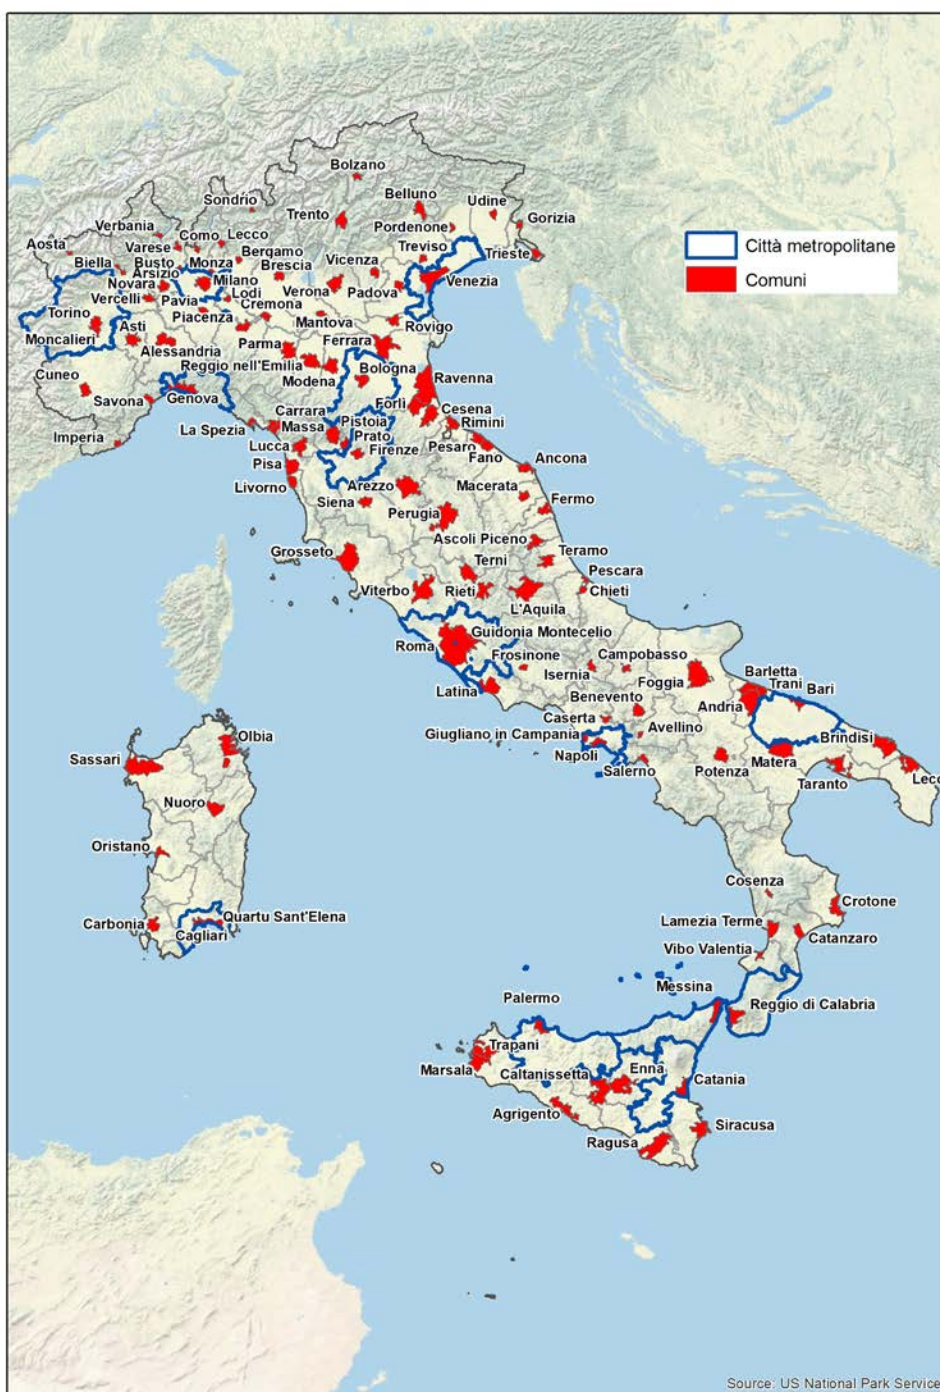 Bolzano
Sondrio
Belluno
Udine
Trento
Pordenone
Gorizia
Verbania
Como
Lecco
Treviso
Trieste
Aosta
Varese
Bergamo
Vicenza
Biella
Busto
Arsizio
Monza
Brescia
Venezia
Novara
Milano
Verona
Padova
Vercelli
Pavia
Lodi
Cremona
Torino
Piacenza
Mantova
Rovigo
Moncalieri
Asti
Parma
Ferrara
Alessandria
Reggio nell'Emilia
Bologna
Ravenna
Cuneo
Modena
Savona
Genova
Forlì
Cesena
Carrara
Pistoia
Rimini
Imperia
La Spezia
Massa
Prato
Pesaro
Lucca
Firenze
Fano
Ancona
Pisa
Arezzo
Macerata
Livorno
Siena
Fermo
Perugia
Ascoli Piceno
Grosseto
Terni
Teramo
Pescara
Viterbo
Rieti
Chieti
L'Aquila
Guidonia Montecelio
Roma
Frosinone
Campobasso
Isernia
Foggia
Barletta
Trani
Latina
Benevento
Andria
Bari
Caserta
Avellino
Giugliano in Campania
Brindisi
Napoli
Salerno
Potenza
Matera
Taranto
Lecc
Olbia
Sassari
Nuoro
Oristano
Carbonia
Quartu Sant'Elena
Cagliari
Cosenza
Crotone
Lamezia Terme
Catanzaro
Vibo Valentia
Messina
Palermo
Reggio di Calabria
Trapani
Marsala
Caltanissetta
Enna
Catania
Agrigento
Siracusa
Ragusa
Città metropolitane
Comuni
Source: US National Park Service